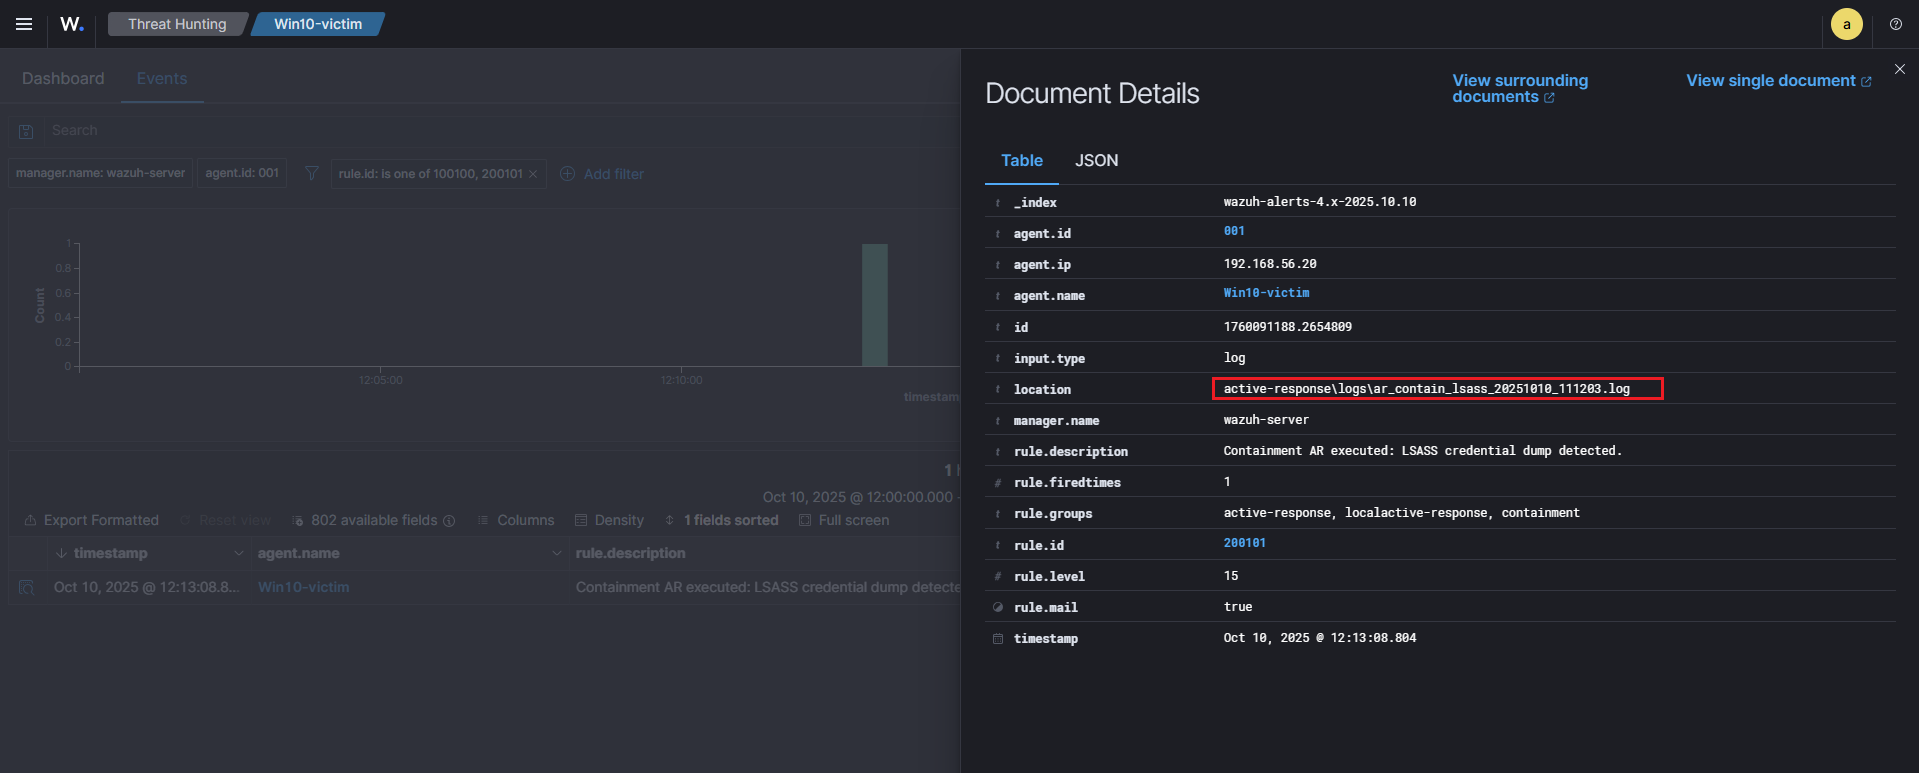 W.
Threat Hunting
Win10-victim
a
Dashboard
Events
Search
manager.name: wazuh-server
agent.id: 001
rule.id: is one of 100100, 200101
Add filter
1
0.8
0.6
0.4
0.2
0
Count
12:05:00
12:10:00
timestam
1
Oct 10, 2025 @ 12:00:00.000 -
Export Formatted
Reset view
802 available fields
Columns
Density
1 fields sorted
Full screen
timestamp
agent.name
rule.description
Oct 10, 2025 @ 12:13:08.8...
Win10-victim
Containment AR executed: LSASS credential dump detecte
Document Details
View surrounding
documents
View single document
Table
JSON
t _index wazuh-alerts-4.x-2025.10.10
t agent.id 001
t agent.ip 192.168.56.20
t agent.name Win10-victim
t id 1760091188.2654809
t input.type log
t location active-response\logs\ar_contain_lsass_20251010_111203.log
t manager.name wazuh-server
t rule.description Containment AR executed: LSASS credential dump detected.
# rule.firedtimes 1
t rule.groups active-response, localactive-response, containment
t rule.id 200101
# rule.level 15
rule.mail true
timestamp Oct 10, 2025 @ 12:13:08.804